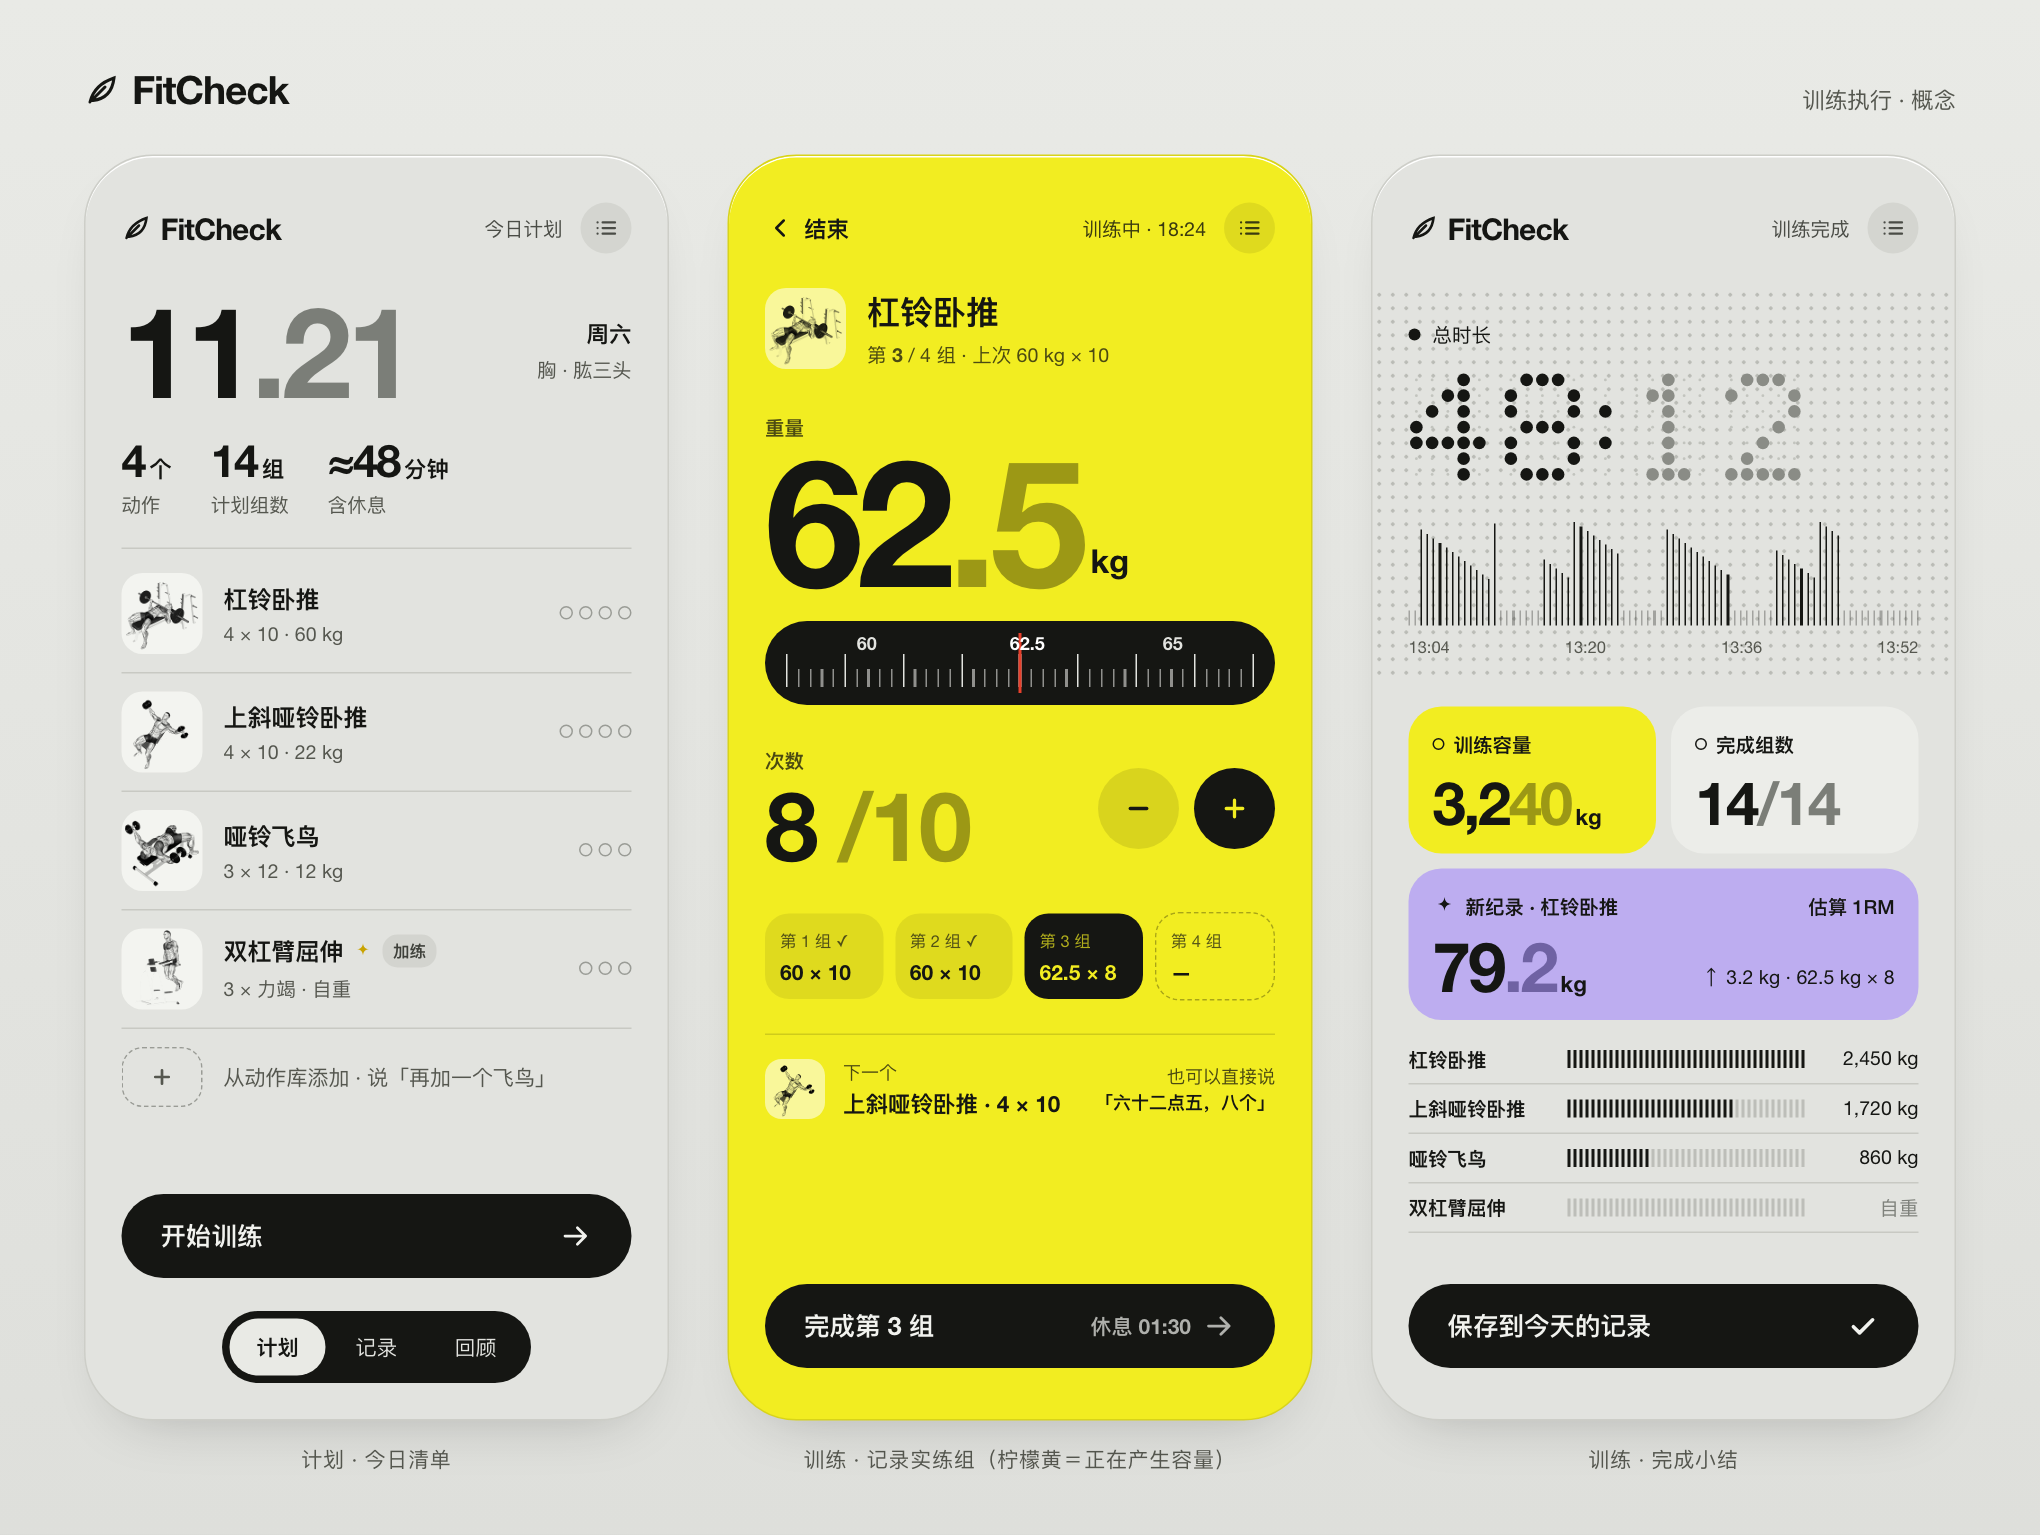 FitCheck
训练执行 · 概念
FitCheck
今日计划
11.21
周六
胸 · 肱三头
4个
动作
14组
计划组数
≈48分钟
含休息
杠铃卧推
4 × 10 · 60 kg
上斜哑铃卧推
4 × 10 · 22 kg
哑铃飞鸟
3 × 12 · 12 kg
双杠臂屈伸
加练
3 × 力竭 · 自重
从动作库添加 · 说「再加一个飞鸟」
开始训练
计划
记录
回顾
计划 · 今日清单
结束
训练中 · 18:24
杠铃卧推
第 3 / 4 组 · 上次 60 kg × 10
重量
62.5kg
60
62.5
65
次数
8 /10
第 1 组 ✓
60 × 10
第 2 组 ✓
60 × 10
第 3 组
62.5 × 8
第 4 组
–
下一个
上斜哑铃卧推 · 4 × 10
也可以直接说
「六十二点五，八个」
完成第 3 组
休息 01:30
训练 · 记录实练组（柠檬黄＝正在产生容量）
FitCheck
训练完成
总时长
48:12
13:04
13:20
13:36
13:52
训练容量
3,240kg
完成组数
14/14
新纪录 · 杠铃卧推
估算 1RM
79.2kg
↑ 3.2 kg · 62.5 kg × 8
杠铃卧推
2,450 kg
上斜哑铃卧推
1,720 kg
哑铃飞鸟
860 kg
双杠臂屈伸
自重
保存到今天的记录
训练 · 完成小结